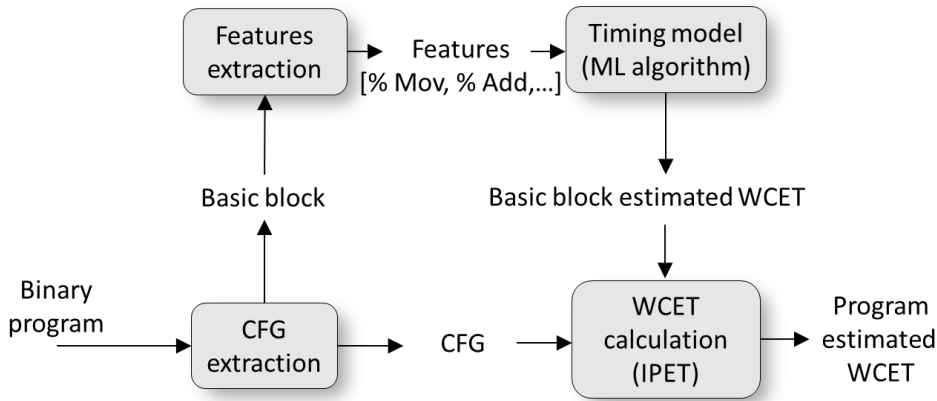 Features
extraction
Features
[% Mov, % Add,...]
Timing model
(ML algorithm)
Basic block
Basic block estimated WCET
Binary
program
CFG
extraction
CFG
WCET
calculation
(IPET)
Program
estimated
WCET